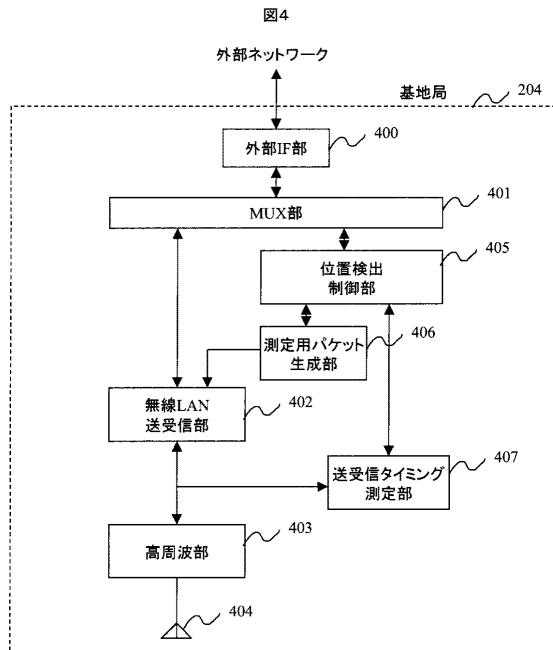 図4
外部ネットワーク
基地局
204
外部IF部
400
MUX部
401
位置検出
制御部
405
測定用パケット
生成部
406
無線LAN
送受信部
402
送受信タイミング
測定部
407
高周波部
403
404